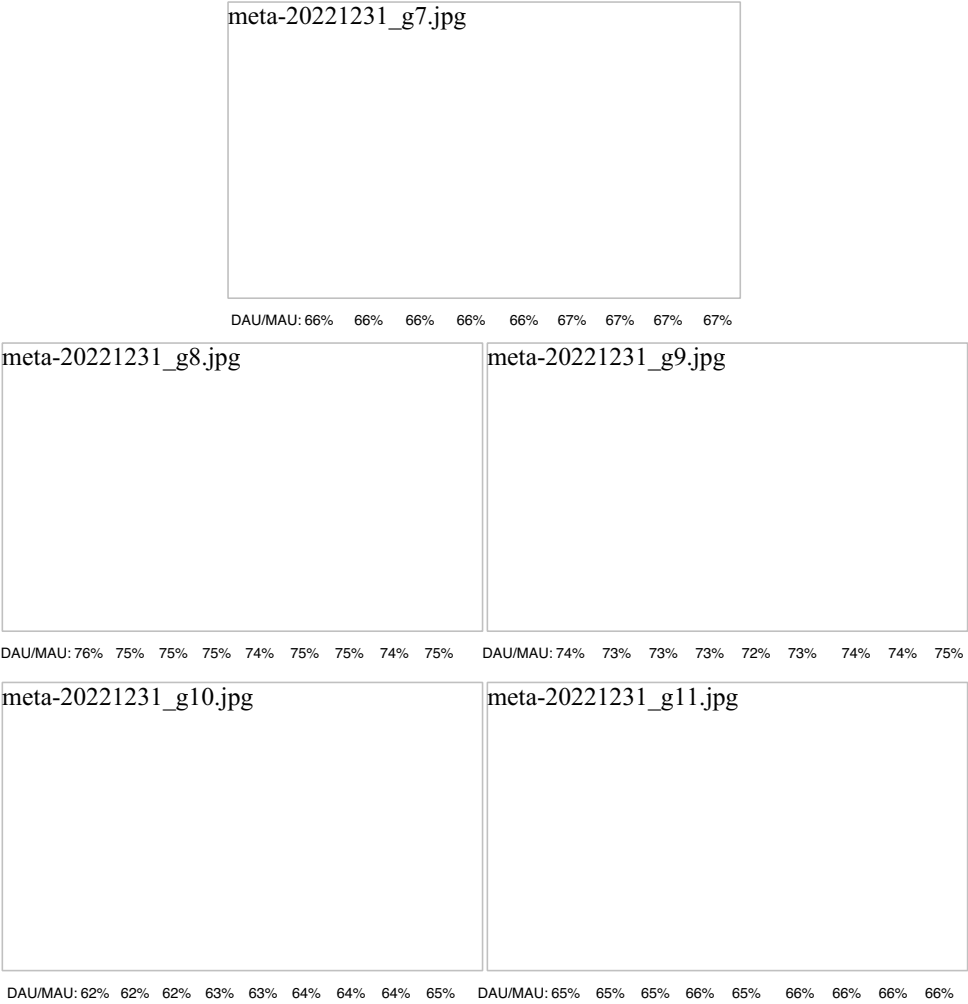 meta-20221231_g7.jpg
DAU/MAU: 66% 66% 66% 66% 66% 67% 67% 67% 67%
meta-20221231_g8.jpg
meta-20221231_g9.jpg
DAU/MAU: 76% 75% 75% 75% 74% 75% 75% 74% 75%
DAU/MAU: 74% 73% 73% 73% 72% 73% 74% 74% 75%
meta-20221231_g10.jpg
meta-20221231_g11.jpg
DAU/MAU: 62% 62% 62% 63% 63% 64% 64% 64% 65%
DAU/MAU: 65% 65% 65% 66% 65% 66% 66% 66% 66%